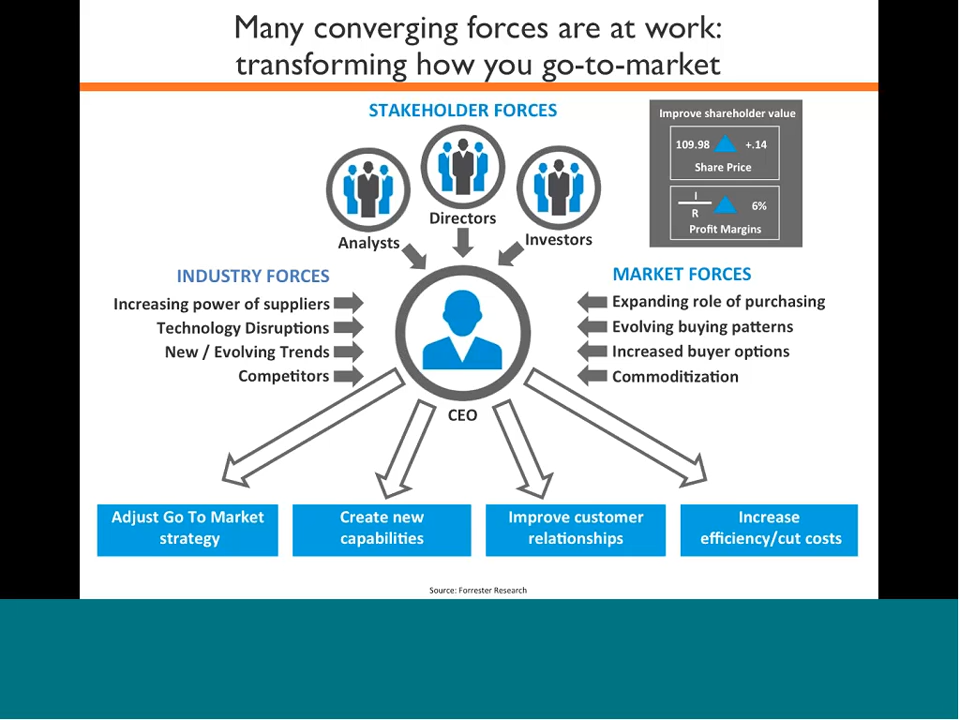 Many converging forces are at work:
transforming how you go-to-market
STAKEHOLDER FORCES
Analysts
Directors
Investors
Improve shareholder value
109.98 +.14
Share Price
I
R
6%
Profit Margins
INDUSTRY FORCES
Increasing power of suppliers
Technology Disruptions
New / Evolving Trends
Competitors
MARKET FORCES
Expanding role of purchasing
Evolving buying patterns
Increased buyer options
Commoditization
CEO
Adjust Go To Market
strategy
Create new
capabilities
Improve customer
relationships
Increase
efficiency/cut costs
Source: Forrester Research